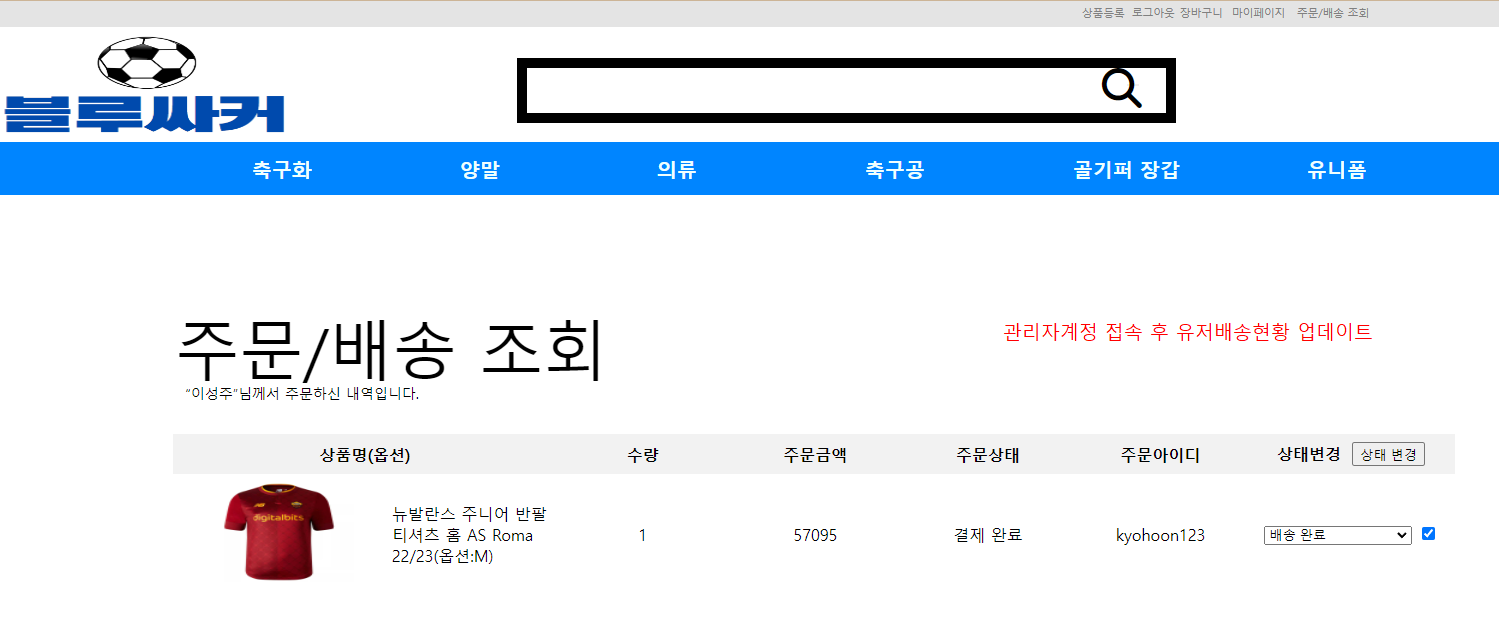 상품등록 로그아웃 장바구니 마이페이지 주문/배송 조회
블루싸커
축구화 양말 의류 축구공 골기퍼 장갑 유니폼
주문/배송 조회
관리자계정 접속 후 유저배송현황 업데이트
"이성주"님께서 주문하신 내역입니다.
상품명(옵션) 수량 주문금액 주문상태 주문아이디 상태변경 상태 변경
digitalbits
뉴발란스 주니어 반팔
티셔츠 홈 AS Roma
22/23(옵션:M)
1 57095 결제 완료 kyohoon123 배송 완료